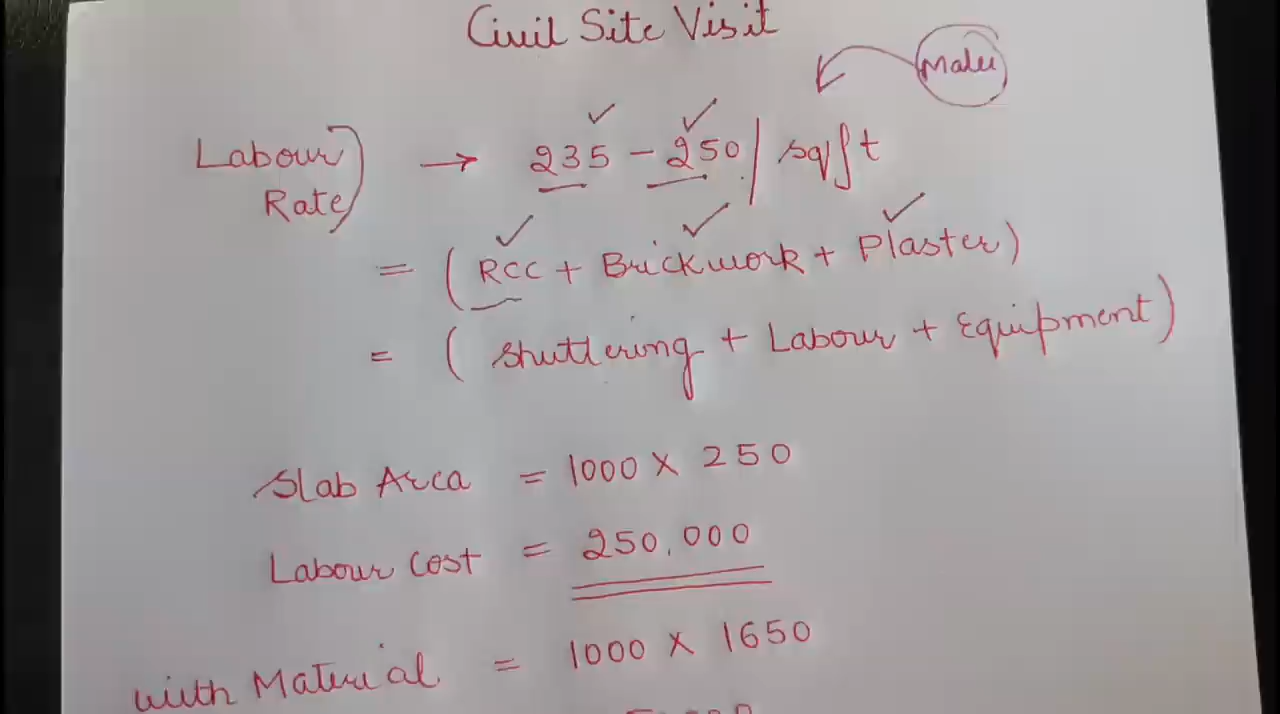 Civil Site Visit
Malu
Labour Rate → 235 - 250/sqft
= (RCC + Brickwork + Plaster)
= (Shuttering + Labour + Equipment)
Slab Area = 1000 X 250
Labour Cost = 250,000
with Material = 1000 X 1650